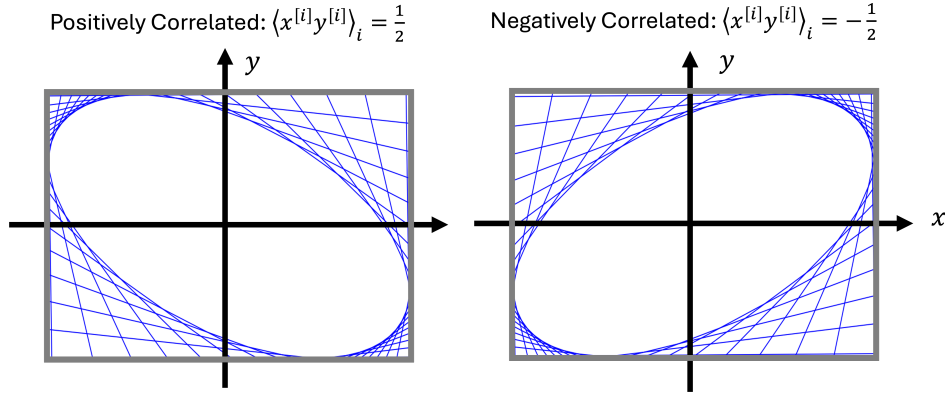 Positively Correlated: ⟨x^[i] y^[i]⟩_i = 1/2
Negatively Correlated: ⟨x^[i] y^[i]⟩_i = −1/2
y
y
x